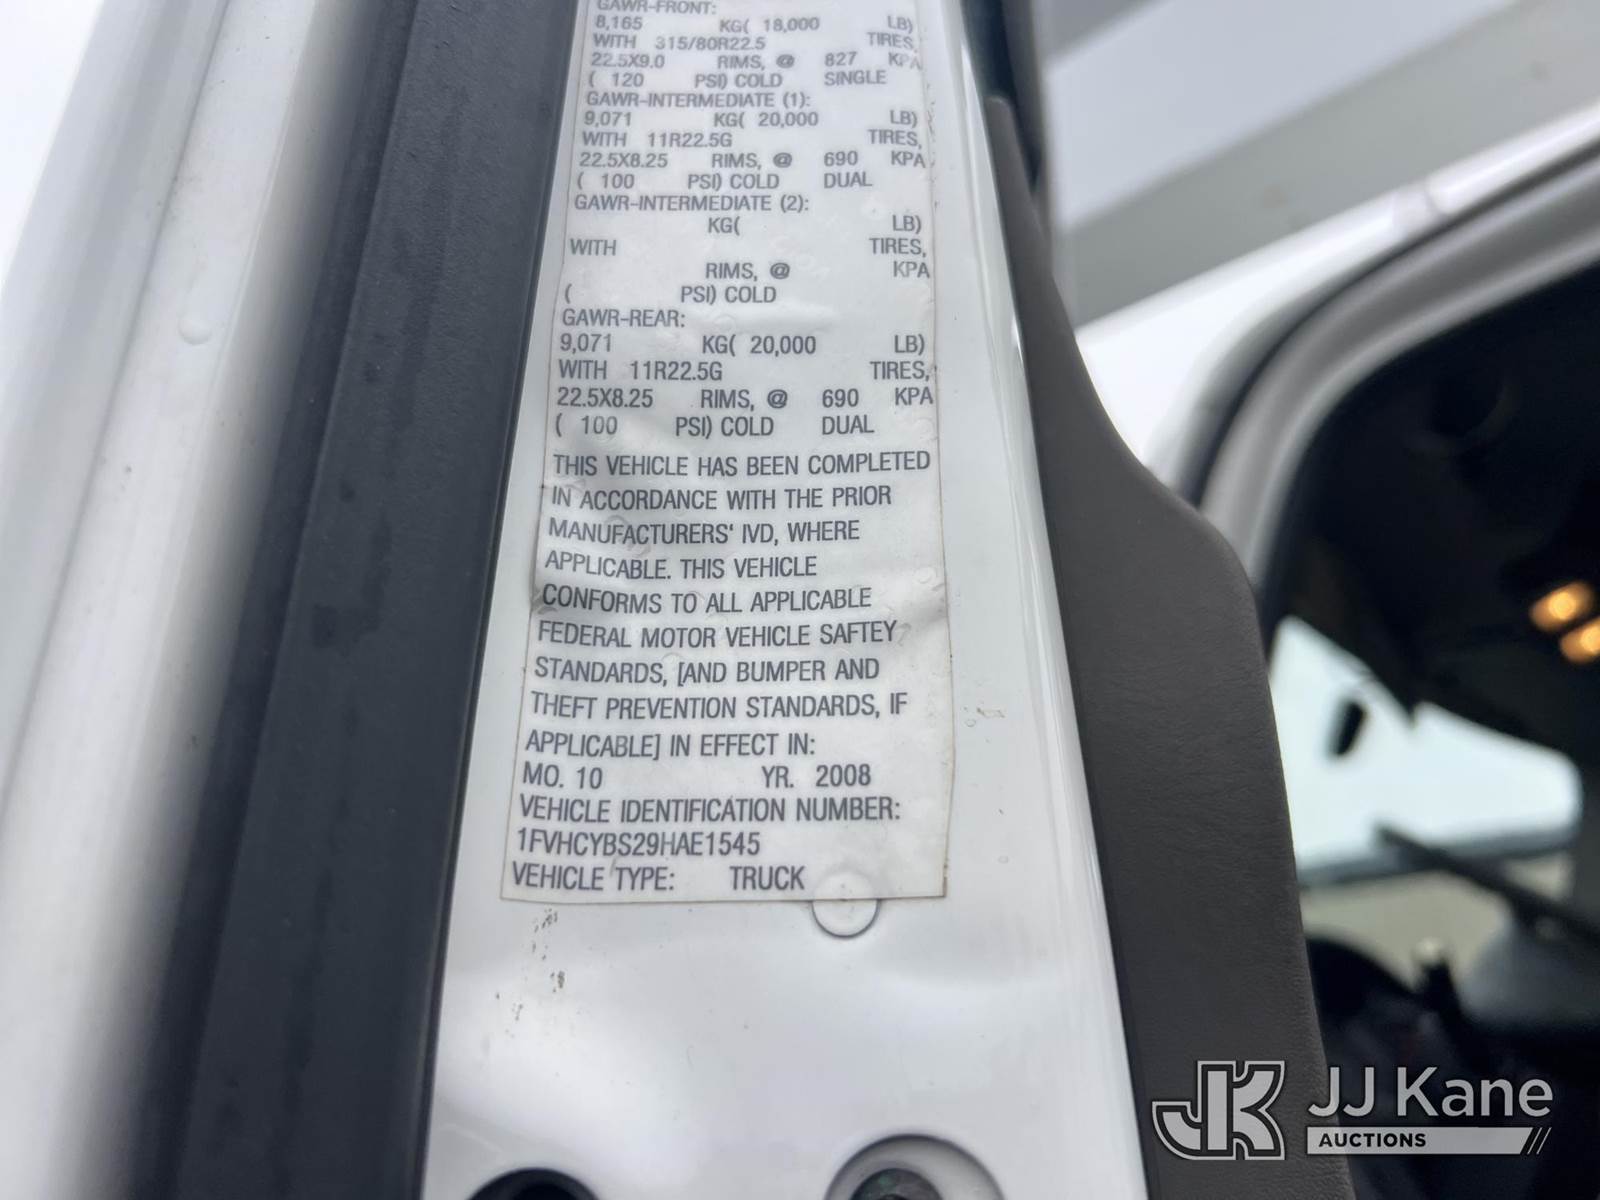 GAWR-FRONT:
8,165 KG( 18,000 LB)
WITH 315/80R22.5 TIRES,
22.5X9.0 RIMS, @ 827 KPA
( 120 PSI) COLD SINGLE
GAWR-INTERMEDIATE (1):
9,071 KG( 20,000 LB)
WITH 11R22.5G TIRES,
22.5X8.25 RIMS, @ 690 KPA
( 100 PSI) COLD DUAL
GAWR-INTERMEDIATE (2):
KG( LB)
WITH TIRES,
RIMS, @ KPA
( PSI) COLD
GAWR-REAR:
9,071 KG( 20,000 LB)
WITH 11R22.5G TIRES,
22.5X8.25 RIMS, @ 690 KPA
( 100 PSI) COLD DUAL
THIS VEHICLE HAS BEEN COMPLETED
IN ACCORDANCE WITH THE PRIOR
MANUFACTURERS' IVD, WHERE
APPLICABLE. THIS VEHICLE
CONFORMS TO ALL APPLICABLE
FEDERAL MOTOR VEHICLE SAFTEY
STANDARDS, [AND BUMPER AND
THEFT PREVENTION STANDARDS, IF
APPLICABLE] IN EFFECT IN:
MO. 10 YR. 2008
VEHICLE IDENTIFICATION NUMBER:
1FVHCYBS29HAE1545
VEHICLE TYPE: TRUCK
JK JJ Kane
AUCTIONS